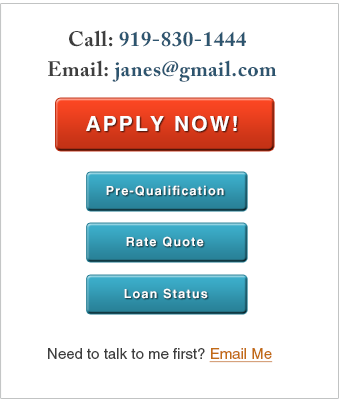 Call: 919-830-1444
Email: janes@gmail.com
APPLY NOW!
Pre-Qualification
Rate Quote
Loan Status
Need to talk to me first? Email Me